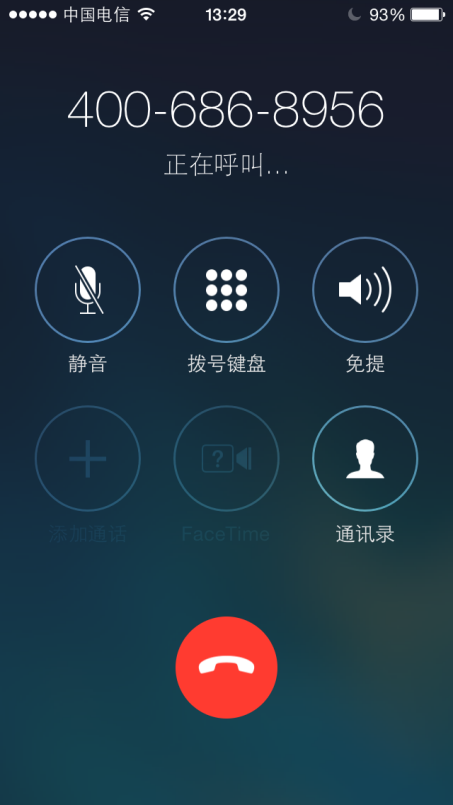 中国电信 13:29 93%
400-686-8956
正在呼叫...
静音 拨号键盘 免提
?
添加通话 FaceTime 通讯录